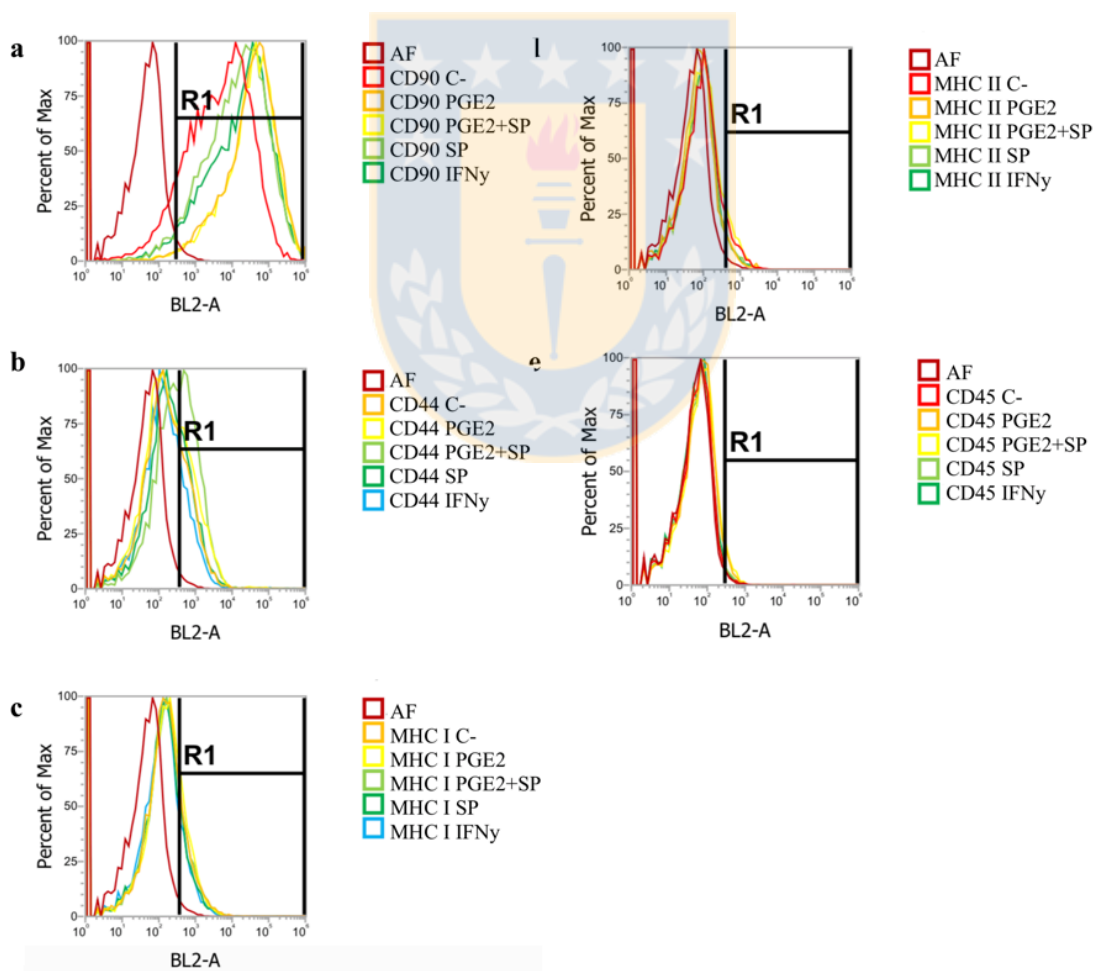 a
100
75
50
25
0
Percent of Max
R1
10⁰ 10¹ 10² 10³ 10⁴ 10⁵ 10⁶
BL2-A
AF
CD90 C-
CD90 PGE2
CD90 PGE2+SP
CD90 SP
CD90 IFNy
100
75
50
25
0
Percent of Max
R1
10⁰ 10¹ 10² 10³ 10⁴ 10⁵ 10⁶
BL2-A
AF
MHC II C-
MHC II PGE2
MHC II PGE2+SP
MHC II SP
MHC II IFNy
b
100
75
50
25
0
Percent of Max
R1
10⁰ 10¹ 10² 10³ 10⁴ 10⁵ 10⁶
BL2-A
AF
CD44 C-
CD44 PGE2
CD44 PGE2+SP
CD44 SP
CD44 IFNy
e
100
75
50
25
0
Percent of Max
R1
10⁰ 10¹ 10² 10³ 10⁴ 10⁵ 10⁶
BL2-A
AF
CD45 C-
CD45 PGE2
CD45 PGE2+SP
CD45 SP
CD45 IFNy
c
100
75
50
25
0
Percent of Max
R1
10⁰ 10¹ 10² 10³ 10⁴ 10⁵ 10⁶
BL2-A
AF
MHC I C-
MHC I PGE2
MHC I PGE2+SP
MHC I SP
MHC I IFNy